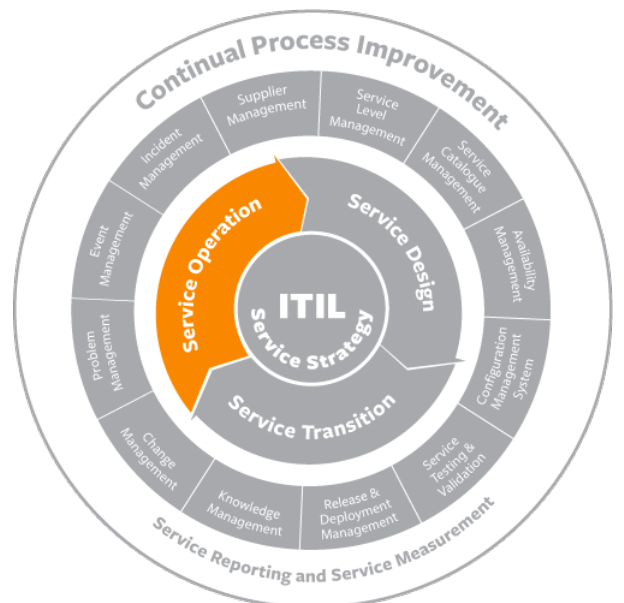 Continual Process Improvement
Supplier
Management
Service
Level
Management
Service
Catalogue
Management
Availability
Management
Configuration
Management
System
Service
Testing &
Validation
Release &
Deployment
Management
Knowledge
Management
Change
Management
Problem
Management
Event
Management
Incident
Management
Service Operation
Service Design
Service Transition
ITIL
Service Strategy
Service Reporting and Service Measurement